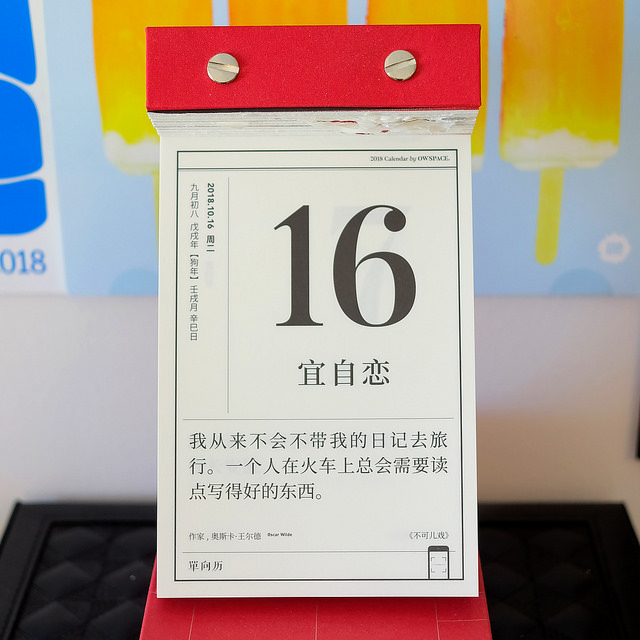 2018 Calendar by OWSPACE.
018
2018.10.16 周二
九月初八 戊戌年【狗年】壬戌月 辛巳日
16
宜自恋
我从来不会不带我的日记去旅
行。一个人在火车上总会需要读
点写得好的东西。
作家，奥斯卡·王尔德 Oscar Wilde
《不可儿戏》
單向历